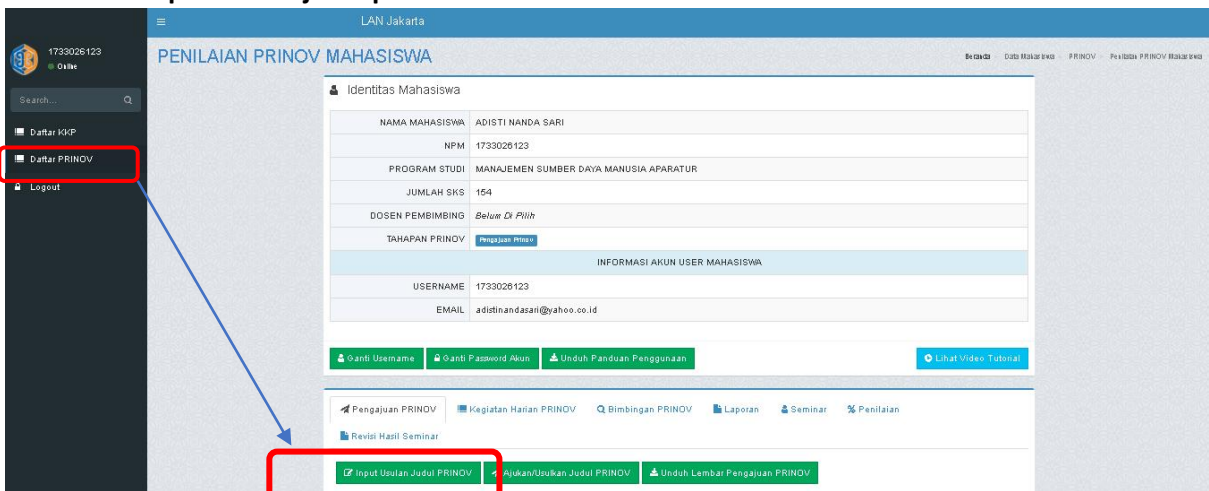 LAN Jakarta
1733026123
Online
Search...
Daftar KKP
Daftar PRINOV
Logout
PENILAIAN PRINOV MAHASISWA
Beranda Data Mahasiswa PRINOV Penilaian PRINOV Mahasiswa
Identitas Mahasiswa
NAMA MAHASISWA ADISTI NANDA SARI
NPM 1733026123
PROGRAM STUDI MANAJEMEN SUMBER DAYA MANUSIA APARATUR
JUMLAH SKS 154
DOSEN PEMBIMBING Belum Di Pilih
TAHAPAN PRINOV Pengajuan Prinov
INFORMASI AKUN USER MAHASISWA
USERNAME 1733026123
EMAIL adistinandasari@yahoo.co.id
Ganti Username Ganti Password Akun Unduh Panduan Penggunaan Lihat Video Tutorial
Pengajuan PRINOV Kegiatan Harian PRINOV Bimbingan PRINOV Laporan Seminar % Penilaian
Revisi Hasil Seminar
Input Usulan Judul PRINOV Ajukan/Usulkan Judul PRINOV Unduh Lembar Pengajuan PRINOV